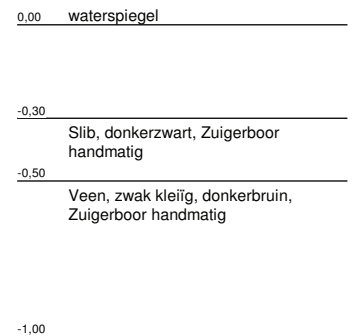 0,00 waterspiegel
-0,30
Slib, donkerzwart, Zuigerboor
handmatig
-0,50
Veen, zwak kleiïg, donkerbruin,
Zuigerboor handmatig
-1,00